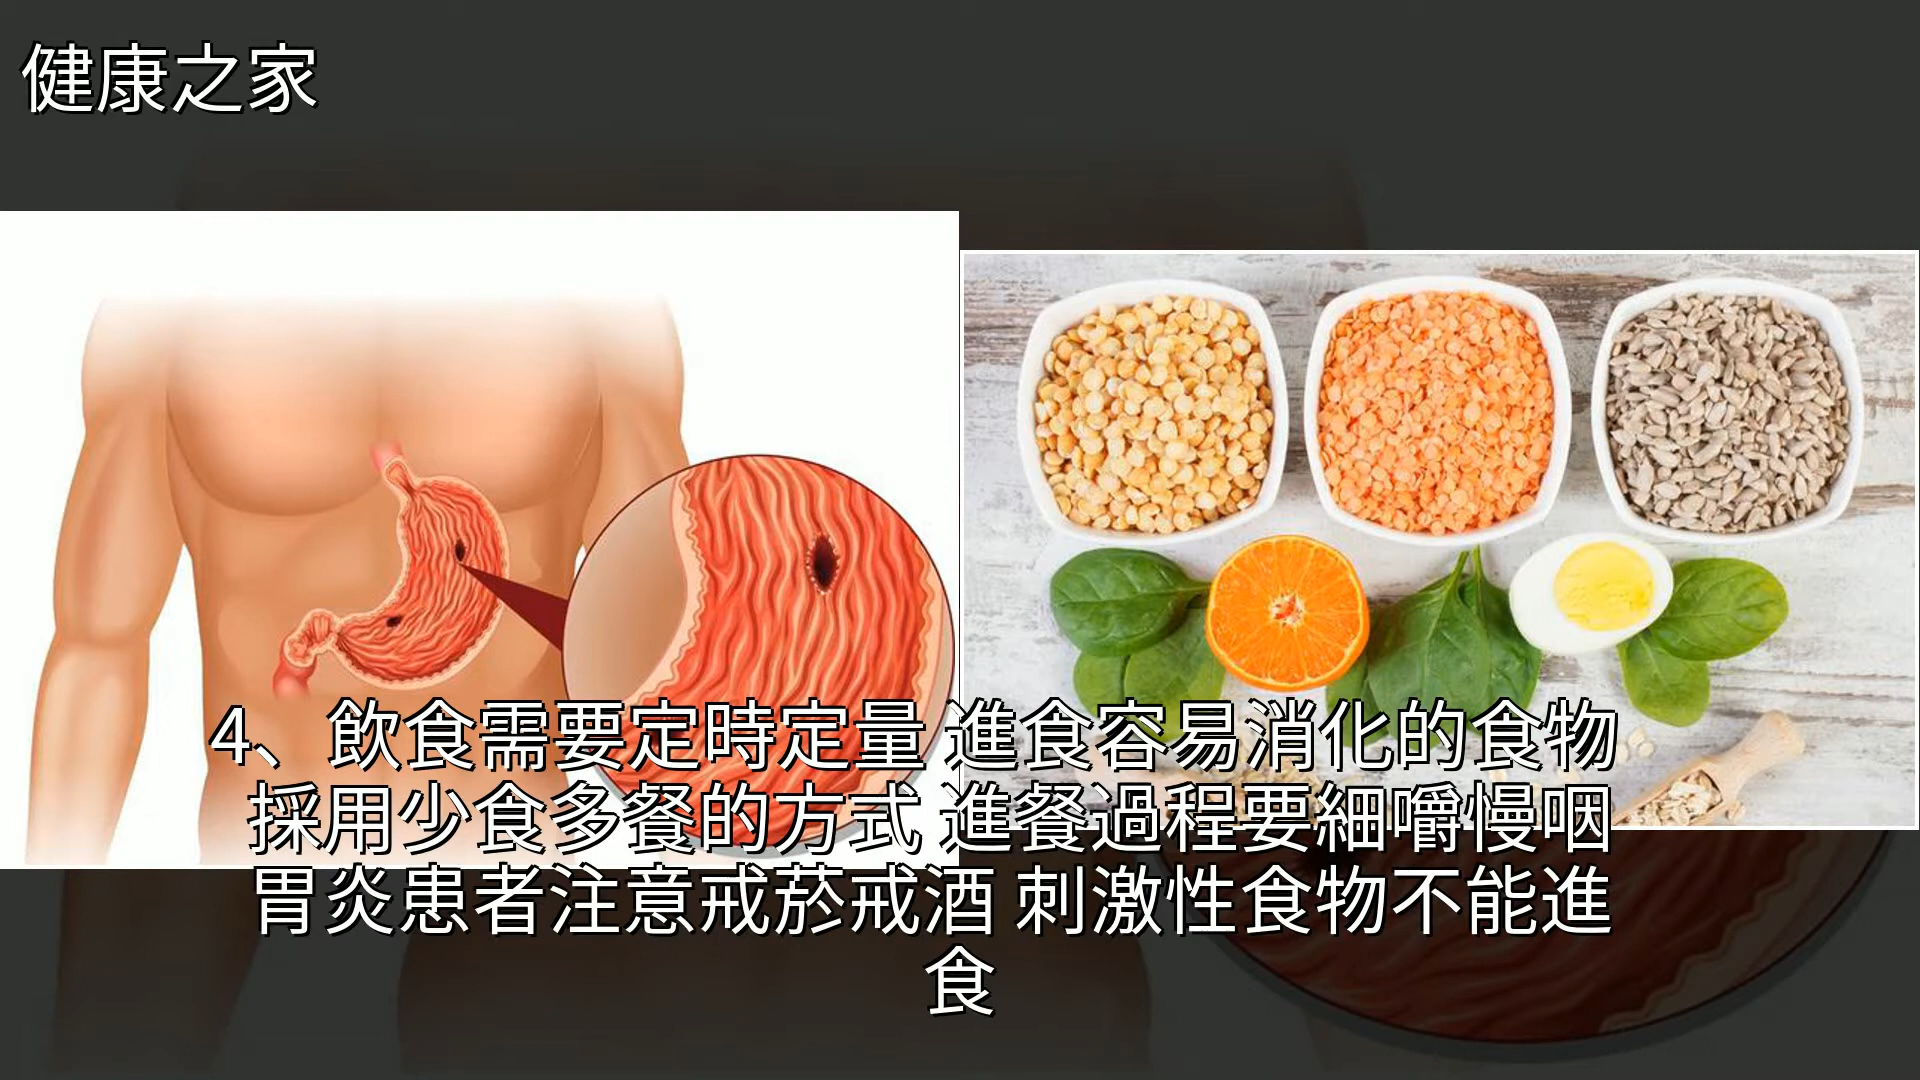 健康之家
4、飲食需要定時定量 進食容易消化的食物
採用少食多餐的方式 進餐過程要細嚼慢咽
胃炎患者注意戒菸戒酒 刺激性食物不能進
食